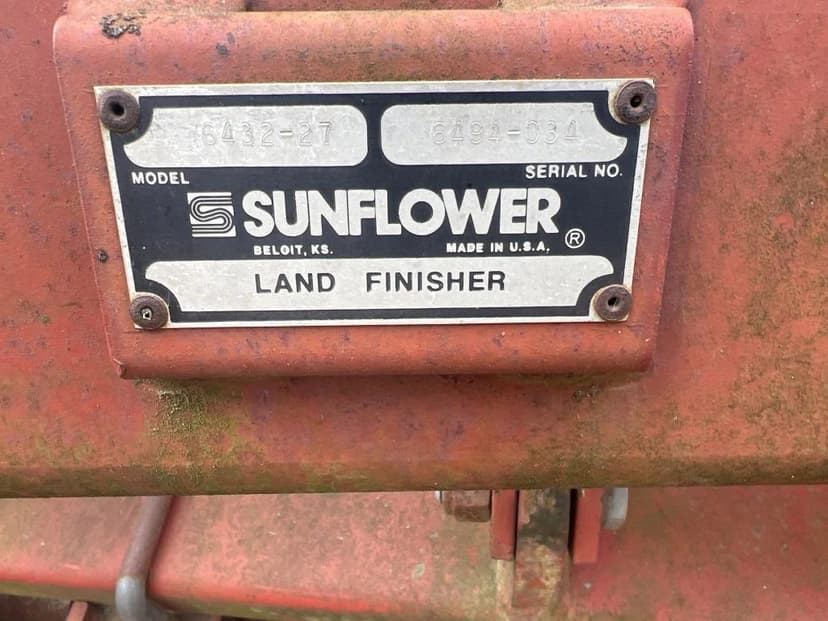 6432-27 6494-034
MODEL SERIAL NO.
SUNFLOWER
BELOIT, KS. MADE IN U.S.A. ®
LAND FINISHER